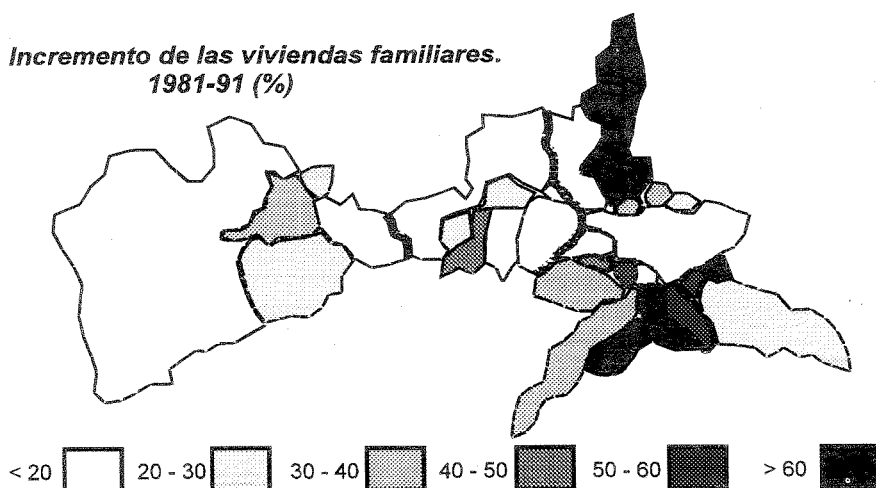 Incremento de las viviendas familiares.
1981-91 (%)
< 20 20 - 30 30 - 40 40 - 50 50 - 60 > 60